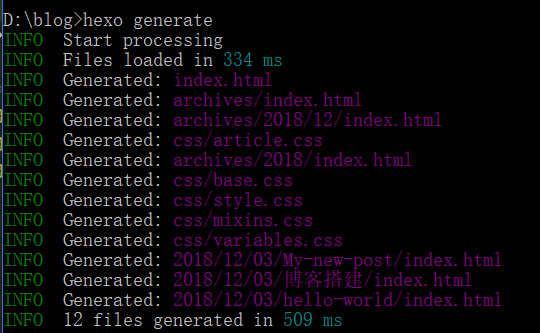 D:\blog>hexo generate
INFO  Start processing
INFO  Files loaded in 334 ms
INFO  Generated: index.html
INFO  Generated: archives/index.html
INFO  Generated: archives/2018/12/index.html
INFO  Generated: css/article.css
INFO  Generated: archives/2018/index.html
INFO  Generated: css/base.css
INFO  Generated: css/style.css
INFO  Generated: css/mixins.css
INFO  Generated: css/variables.css
INFO  Generated: 2018/12/03/My-new-post/index.html
INFO  Generated: 2018/12/03/博客搭建/index.html
INFO  Generated: 2018/12/03/hello-world/index.html
INFO  12 files generated in 509 ms